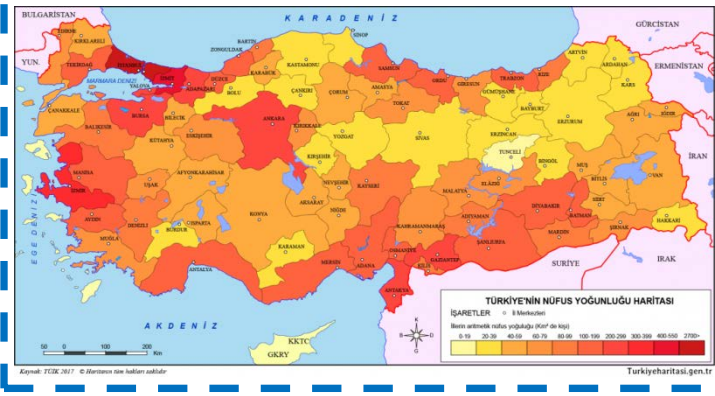 BULGARİSTAN
KARADENİZ
GÜRCİSTAN
YUN.
ERMENİSTAN
İRAN
IRAK
SURİYE
MARMARA DENİZİ
EGE DENİZİ
AKDENİZ
KKTC
GKRY
EDİRNE
KIRKLARELİ
TEKİRDAĞ
İSTANBUL
YALOVA
İZMİT
ADAPAZARI
DÜZCE
BOLU
ZONGULDAK
BARTIN
KARABÜK
KASTAMONU
SİNOP
ÇANKIRI
ÇORUM
SAMSUN
AMASYA
TOKAT
ORDU
GİRESUN
TRABZON
RİZE
ARTVİN
ARDAHAN
KARS
GÜMÜŞHANE
BAYBURT
ERZİNCAN
ERZURUM
AĞRI
IĞDIR
ÇANAKKALE
BALIKESİR
BURSA
BİLECİK
KÜTAHYA
ESKİŞEHİR
ANKARA
KIRIKKALE
YOZGAT
SİVAS
TUNCELİ
BİNGÖL
MUŞ
BİTLİS
VAN
MANİSA
İZMİR
UŞAK
AFYONKARAHİSAR
KIRŞEHİR
NEVŞEHİR
KAYSERİ
MALATYA
ELAZIĞ
DİYARBAKIR
BATMAN
SİİRT
ŞIRNAK
HAKKARİ
AYDIN
DENİZLİ
MUĞLA
BURDUR
ISPARTA
KONYA
AKSARAY
NİĞDE
KAHRAMANMARAŞ
ADIYAMAN
ŞANLIURFA
MARDİN
ANTALYA
KARAMAN
MERSİN
ADANA
OSMANİYE
GAZİANTEP
KİLİS
ANTAKYA
K
B
D
G
TÜRKİYE'NİN NÜFUS YOĞUNLUĞU HARİTASI
İŞARETLER İl Merkezleri
İllerin aritmetik nüfus yoğuluğu (Km² de kişi)
0-19 20-39 40-59 60-79 80-99 100-199 200-299 300-399 400-550 2700+
50 0 100 200
Km
Kaynak: TÜİK 2017 © Haritanın tüm hakları saklıdır
Turkiyeharitasi.gen.tr